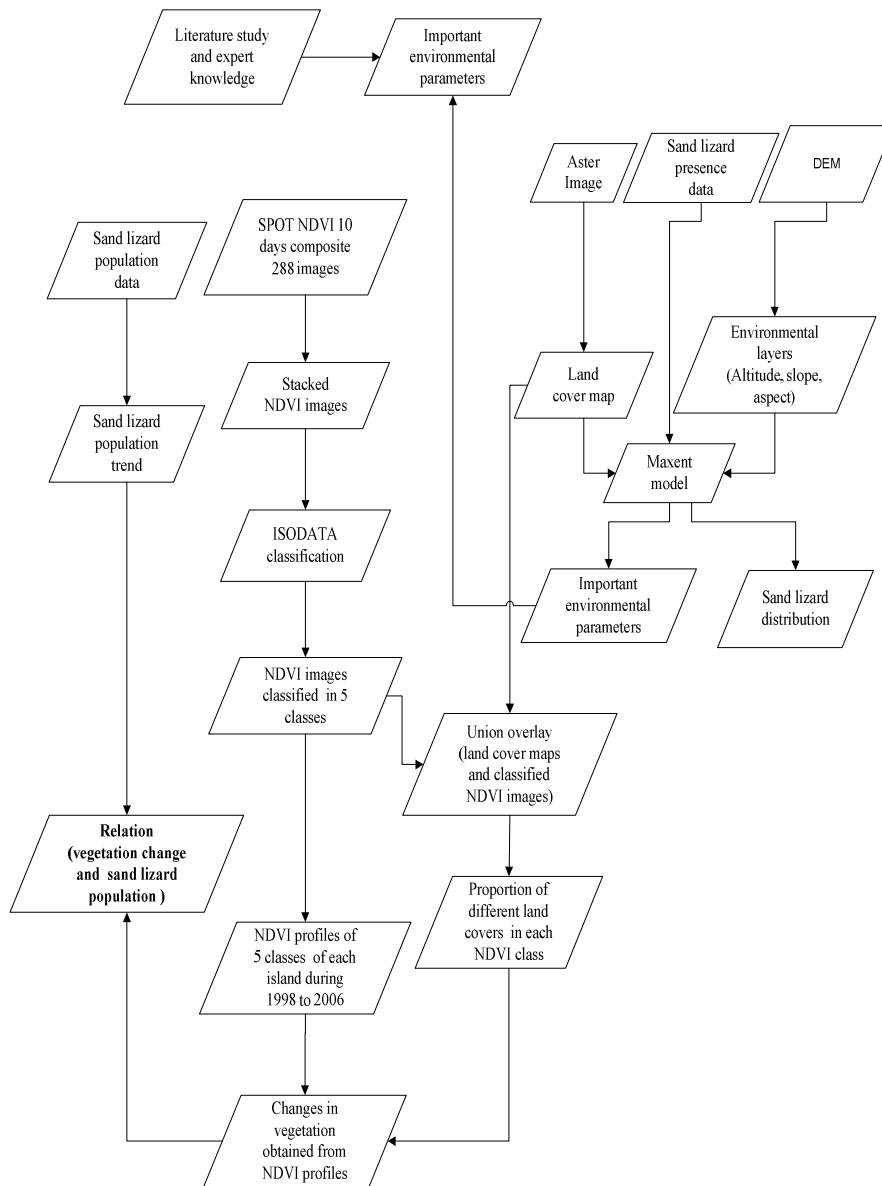 Literature study
and expert
knowledge
Important
environmental
parameters
Aster
Image
Sand lizard
presence
data
DEM
Sand lizard
population
data
SPOT NDVI 10
days composite
288 images
Environmental
layers
(Altitude, slope,
aspect)
Stacked
NDVI images
Land
cover map
Sand lizard
population
trend
Maxent
model
ISODATA
classification
Important
environmental
parameters
Sand lizard
distribution
NDVI images
classified in 5
classes
Union overlay
(land cover maps
and classified
NDVI images)
Relation
(vegetation change
and sand lizard
population )
Proportion of
different land
covers in each
NDVI class
NDVI profiles of
5 classes of each
island during
1998 to 2006
Changes in
vegetation
obtained from
NDVI profiles